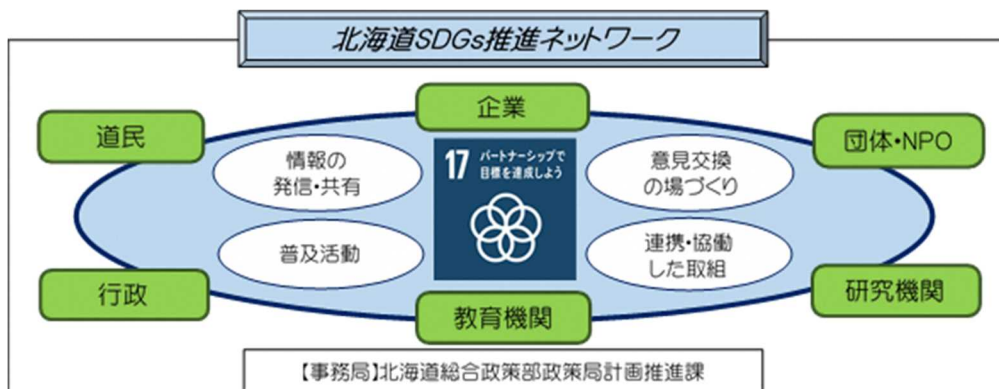 北海道SDGs推進ネットワーク
企業
道民
団体・NPO
情報の
発信・共有
17 パートナーシップで
目標を達成しよう
意見交換
の場づくり
普及活動
連携・協働
した取組
行政
教育機関
研究機関
【事務局】北海道総合政策部政策局計画推進課